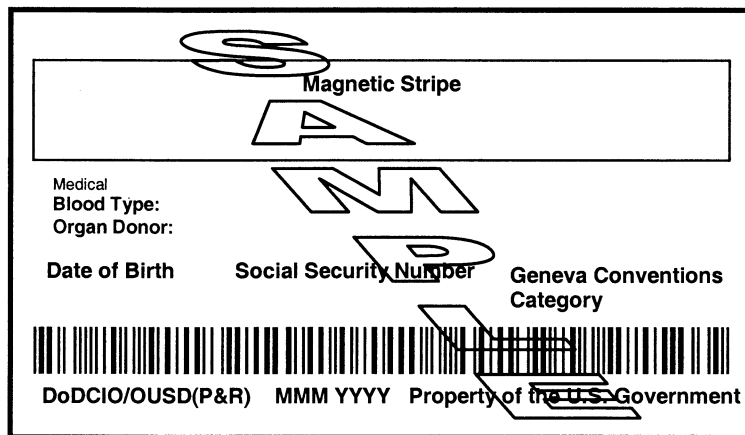 SAMPLE
Magnetic Stripe
Medical
Blood Type:
Organ Donor:
Date of Birth Social Security Number Geneva Conventions
Category
DoDCIO/OUSD(P&R) MMM YYYY Property of the U.S. Government